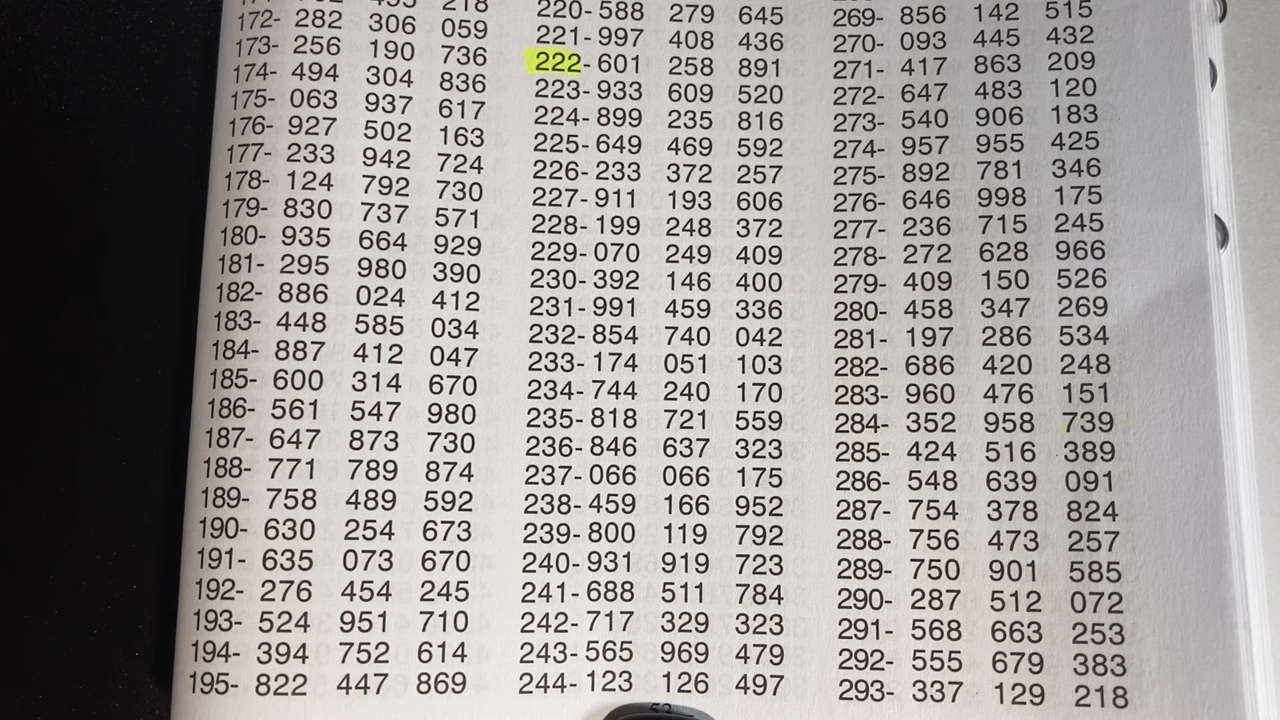 218
172- 282 306 059
173- 256 190 736
174- 494 304 836
175- 063 937 617
176- 927 502 163
177- 233 942 724
178- 124 792 730
179- 830 737 571
180- 935 664 929
181- 295 980 390
182- 886 024 412
183- 448 585 034
184- 887 412 047
185- 600 314 670
186- 561 547 980
187- 647 873 730
188- 771 789 874
189- 758 489 592
190- 630 254 673
191- 635 073 670
192- 276 454 245
193- 524 951 710
194- 394 752 614
195- 822 447 869
220- 588 279 645
221- 997 408 436
222- 601 258 891
223- 933 609 520
224- 899 235 816
225- 649 469 592
226- 233 372 257
227- 911 193 606
228- 199 248 372
229- 070 249 409
230- 392 146 400
231- 991 459 336
232- 854 740 042
233- 174 051 103
234- 744 240 170
235- 818 721 559
236- 846 637 323
237- 066 066 175
238- 459 166 952
239- 800 119 792
240- 931 919 723
241- 688 511 784
242- 717 329 323
243- 565 969 479
244- 123 126 497
269- 856 142 515
270- 093 445 432
271- 417 863 209
272- 647 483 120
273- 540 906 183
274- 957 955 425
275- 892 781 346
276- 646 998 175
277- 236 715 245
278- 272 628 966
279- 409 150 526
280- 458 347 269
281- 197 286 534
282- 686 420 248
283- 960 476 151
284- 352 958 739
285- 424 516 389
286- 548 639 091
287- 754 378 824
288- 756 473 257
289- 750 901 585
290- 287 512 072
291- 568 663 253
292- 555 679 383
293- 337 129 218